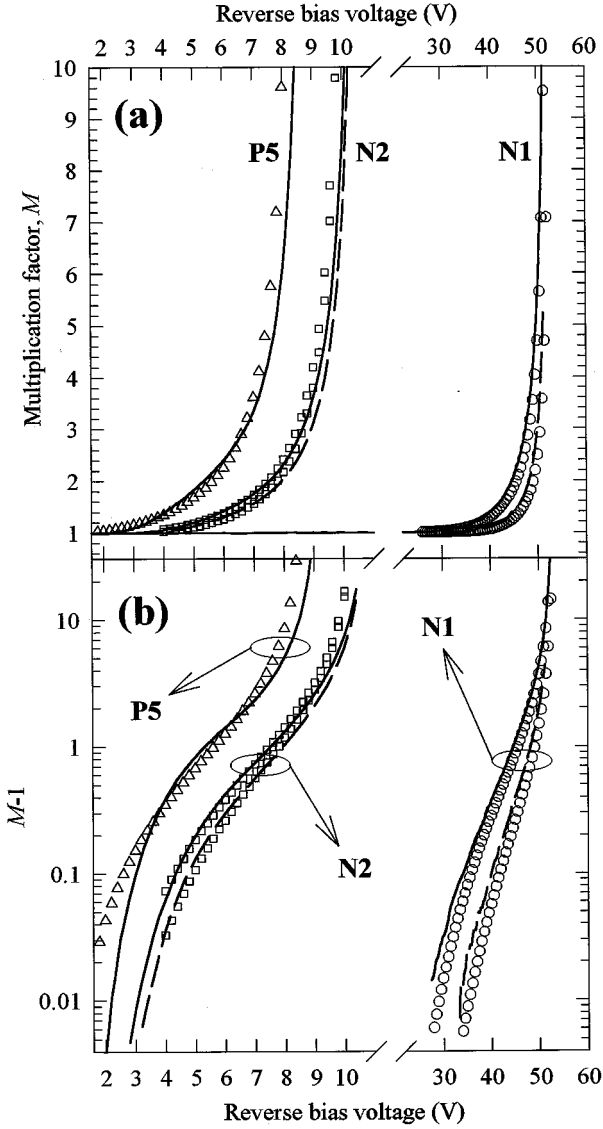 Reverse bias voltage (V)
2 3 4 5 6 7 8 9 10 30 40 50 60
10
9
8
7
6
5
4
3
2
1
Multiplication factor, M
(a)
P5
N2
N1
10
1
0.1
0.01
M-1
(b)
N1
P5
N2
2 3 4 5 6 7 8 9 10 30 40 50 60
Reverse bias voltage (V)